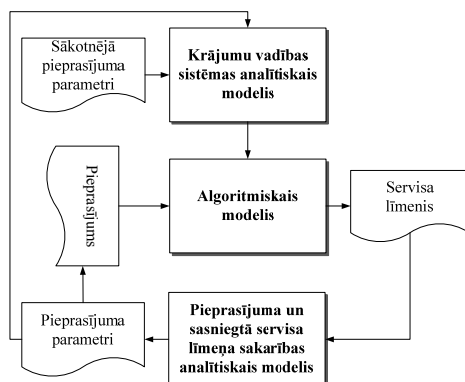 Sākotnējā
pieprasījuma
parametri
Krājumu vadības
sistēmas analītiskais
modelis
Pieprasījums
Algoritmiskais
modelis
Servisa
līmenis
Pieprasījuma
parametri
Pieprasījuma un
sasniegtā servisa
līmeņa sakarības
analītiskais modelis